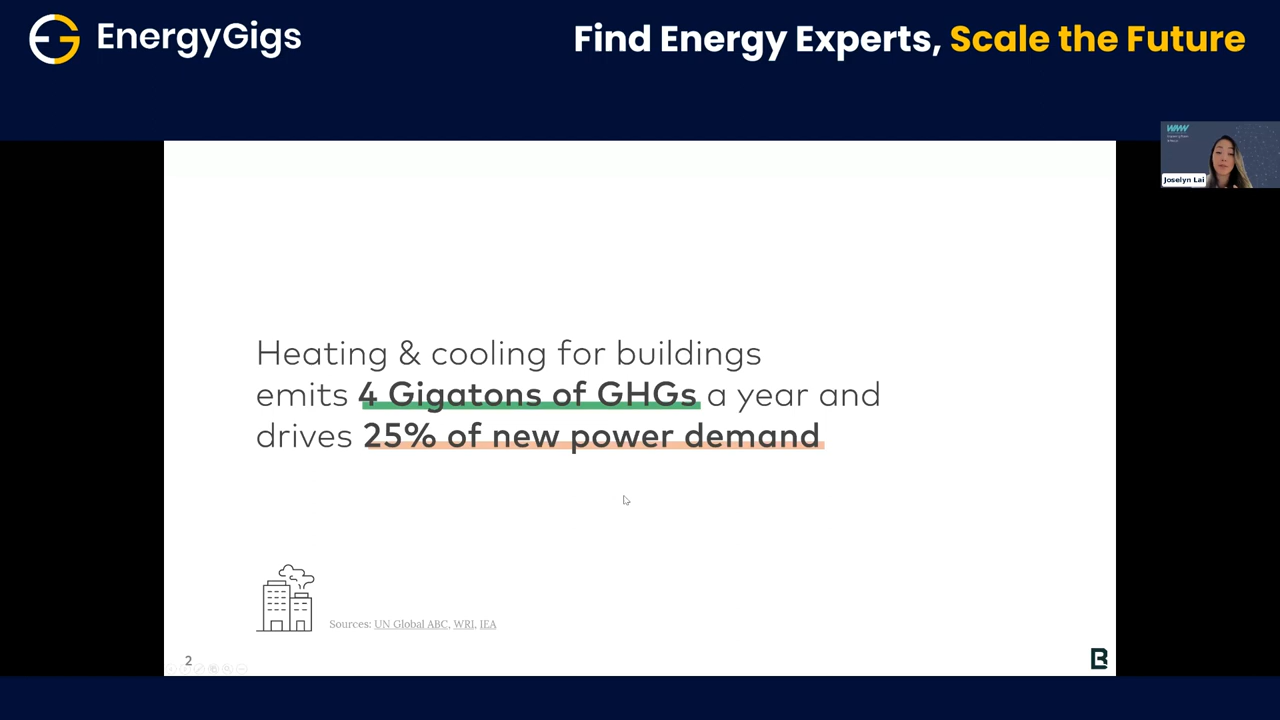 EnergyGigs
Find Energy Experts, Scale the Future
Joselyn Lai
Heating & cooling for buildings
emits 4 Gigatons of GHGs a year and
drives 25% of new power demand
Sources: UN Global ABC, WRI, IEA
2